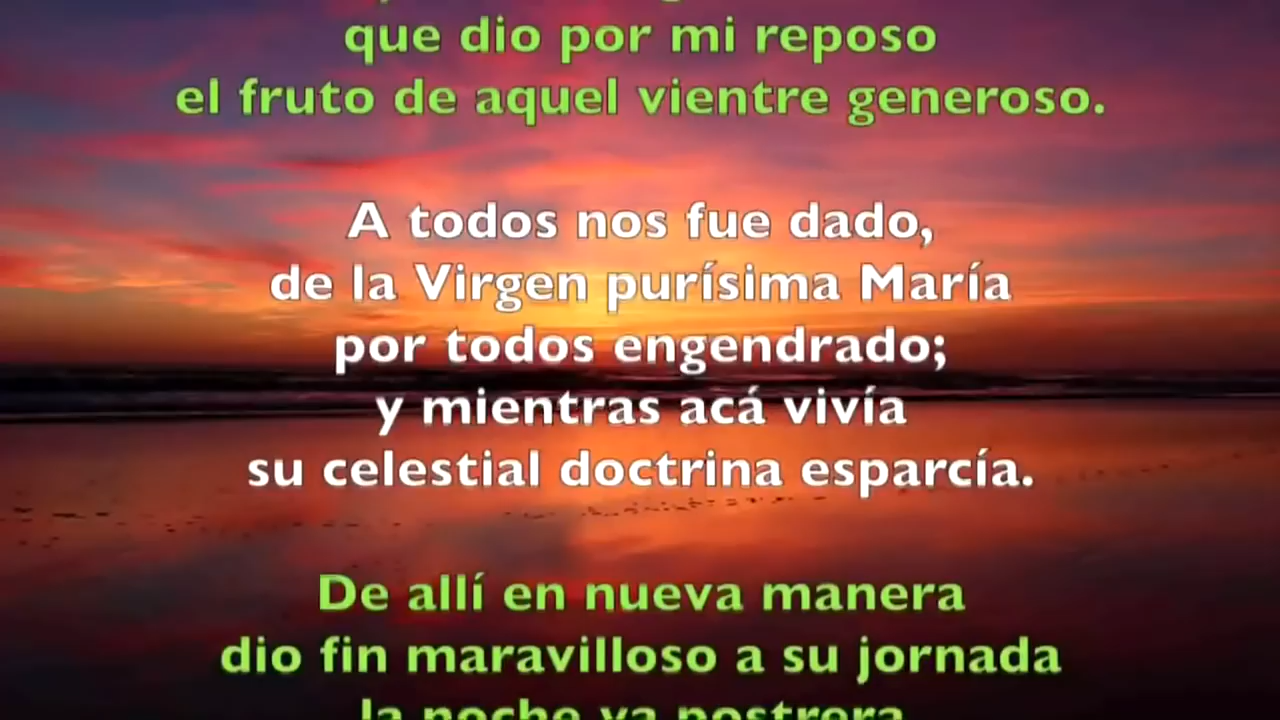 que dio por mi reposo
el fruto de aquel vientre generoso.
A todos nos fue dado,
de la Virgen purísima María
por todos engendrado;
y mientras acá vivía
su celestial doctrina esparcía.
De allí en nueva manera
dio fin maravilloso a su jornada
la noche ya postrera